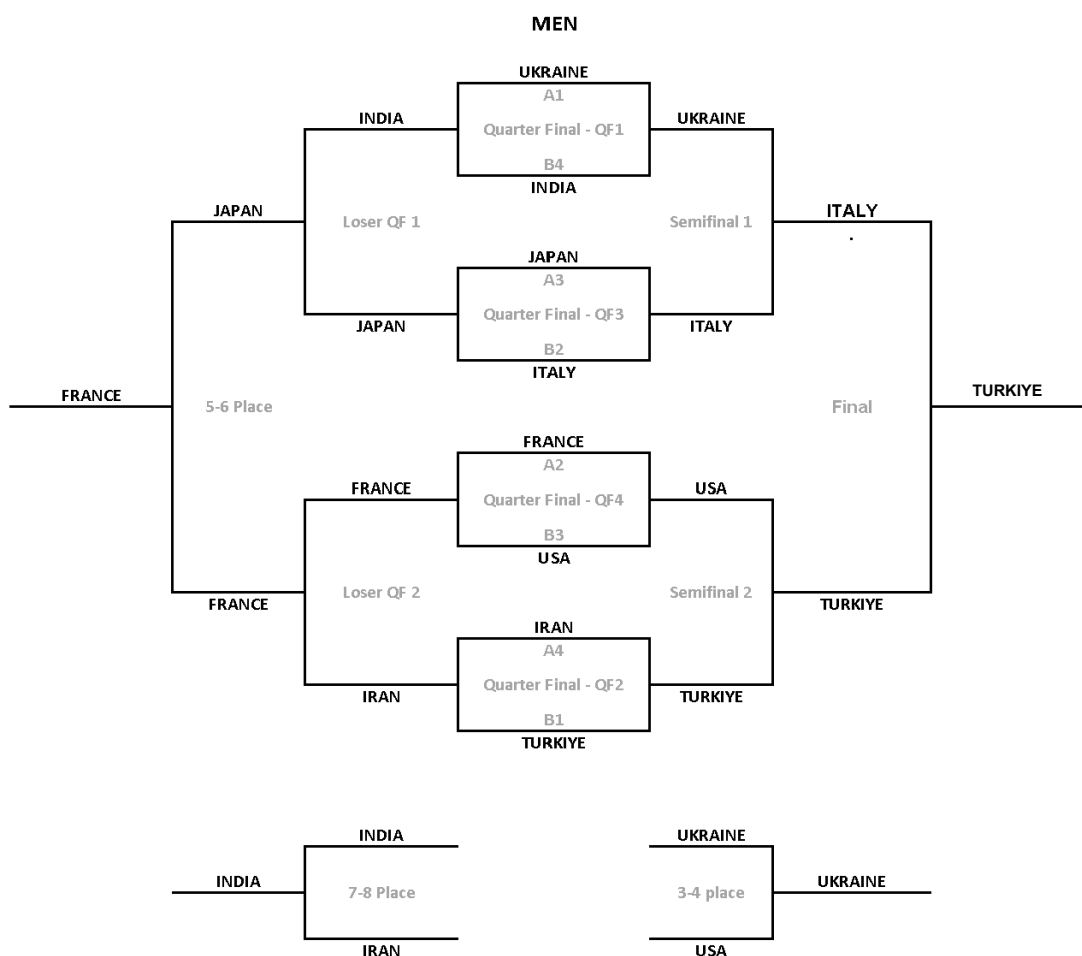 MEN
UKRAINE
A1
INDIA
Quarter Final - QF1
UKRAINE
B4
INDIA
JAPAN
Loser QF 1
Semifinal 1
ITALY
.
JAPAN
A3
Quarter Final - QF3
JAPAN
ITALY
B2
ITALY
FRANCE
5-6 Place
Final
TURKIYE
FRANCE
A2
FRANCE
Quarter Final - QF4
USA
B3
USA
FRANCE
Loser QF 2
Semifinal 2
TURKIYE
IRAN
A4
Quarter Final - QF2
IRAN
TURKIYE
B1
TURKIYE
INDIA
UKRAINE
INDIA
7-8 Place
3-4 place
UKRAINE
IRAN
USA